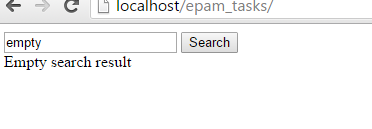 localhost/epam_tasks/
empty Search
Empty search result